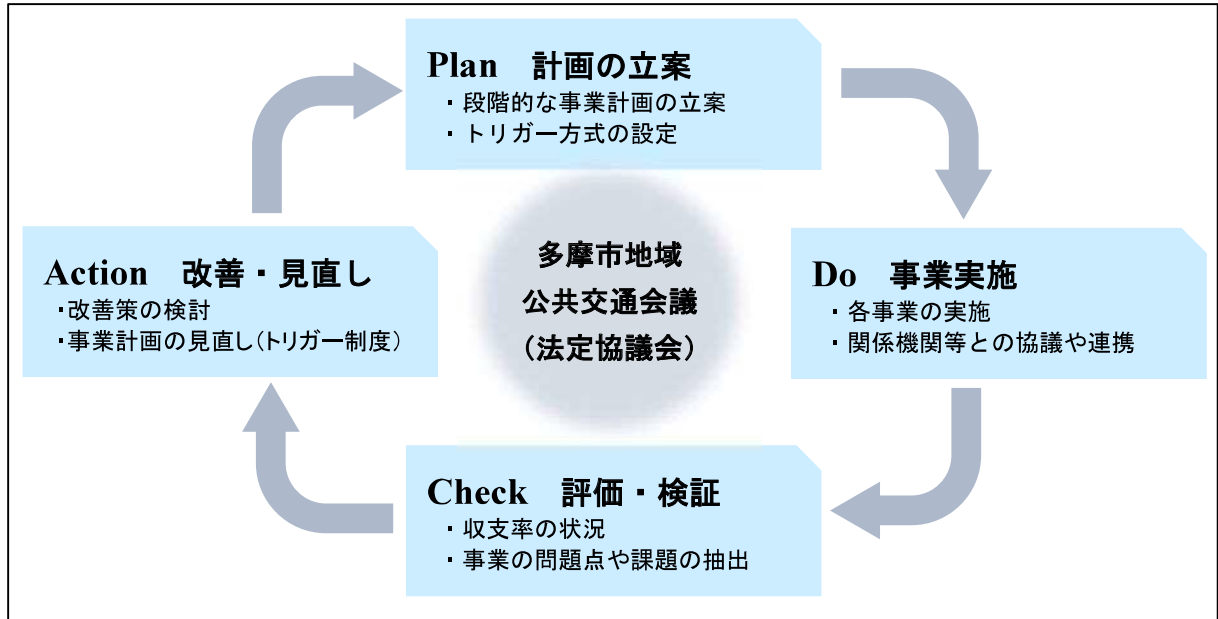 Plan 計画の立案
・段階的な事業計画の立案
・トリガー方式の設定
Do 事業実施
・各事業の実施
・関係機関等との協議や連携
Check 評価・検証
・収支率の状況
・事業の問題点や課題の抽出
Action 改善・見直し
・改善策の検討
・事業計画の見直し(トリガー制度)
多摩市地域
公共交通会議
(法定協議会)